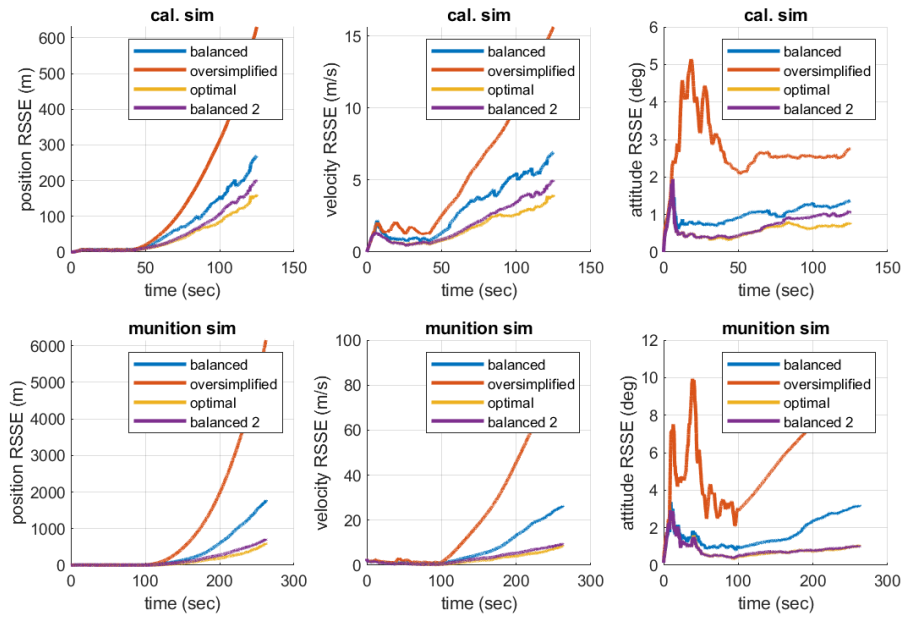 cal. sim
position RSSE (m)
600
500
400
300
200
100
0
balanced
oversimplified
optimal
balanced 2
0 50 100 150
time (sec)
cal. sim
velocity RSSE (m/s)
15
10
5
0
balanced
oversimplified
optimal
balanced 2
0 50 100 150
time (sec)
cal. sim
attitude RSSE (deg)
6
5
4
3
2
1
0
balanced
oversimplified
optimal
balanced 2
0 50 100 150
time (sec)
munition sim
position RSSE (m)
6000
5000
4000
3000
2000
1000
0
balanced
oversimplified
optimal
balanced 2
0 100 200 300
time (sec)
munition sim
velocity RSSE (m/s)
100
80
60
40
20
0
balanced
oversimplified
optimal
balanced 2
0 100 200 300
time (sec)
munition sim
attitude RSSE (deg)
12
10
8
6
4
2
0
balanced
oversimplified
optimal
balanced 2
0 100 200 300
time (sec)